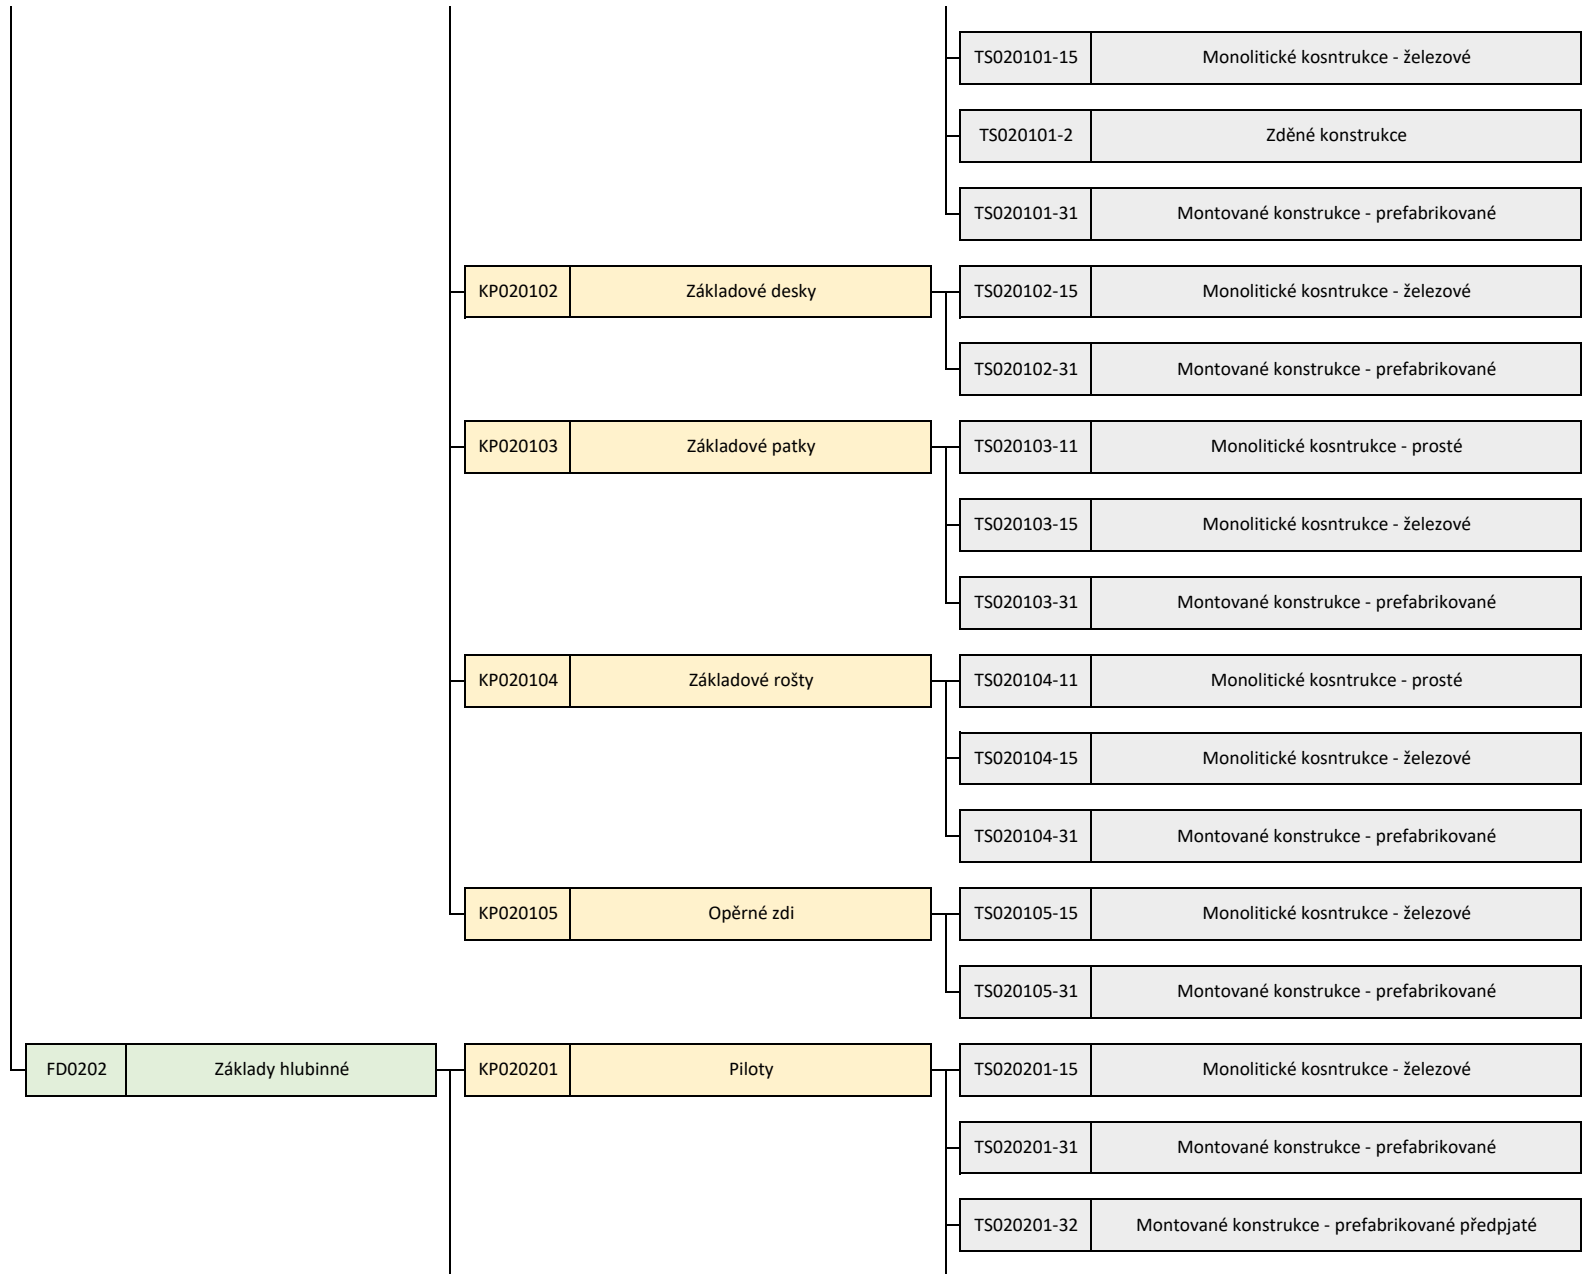 TS020101-15 Monolitické kosntrukce - železové
TS020101-2 Zděné konstrukce
TS020101-31 Montované konstrukce - prefabrikované
KP020102 Základové desky TS020102-15 Monolitické kosntrukce - železové
TS020102-31 Montované konstrukce - prefabrikované
KP020103 Základové patky TS020103-11 Monolitické kosntrukce - prosté
TS020103-15 Monolitické kosntrukce - železové
TS020103-31 Montované konstrukce - prefabrikované
KP020104 Základové rošty TS020104-11 Monolitické kosntrukce - prosté
TS020104-15 Monolitické kosntrukce - železové
TS020104-31 Montované konstrukce - prefabrikované
KP020105 Opěrné zdi TS020105-15 Monolitické kosntrukce - železové
TS020105-31 Montované konstrukce - prefabrikované
FD0202 Základy hlubinné KP020201 Piloty TS020201-15 Monolitické kosntrukce - železové
TS020201-31 Montované konstrukce - prefabrikované
TS020201-32 Montované konstrukce - prefabrikované předpjaté